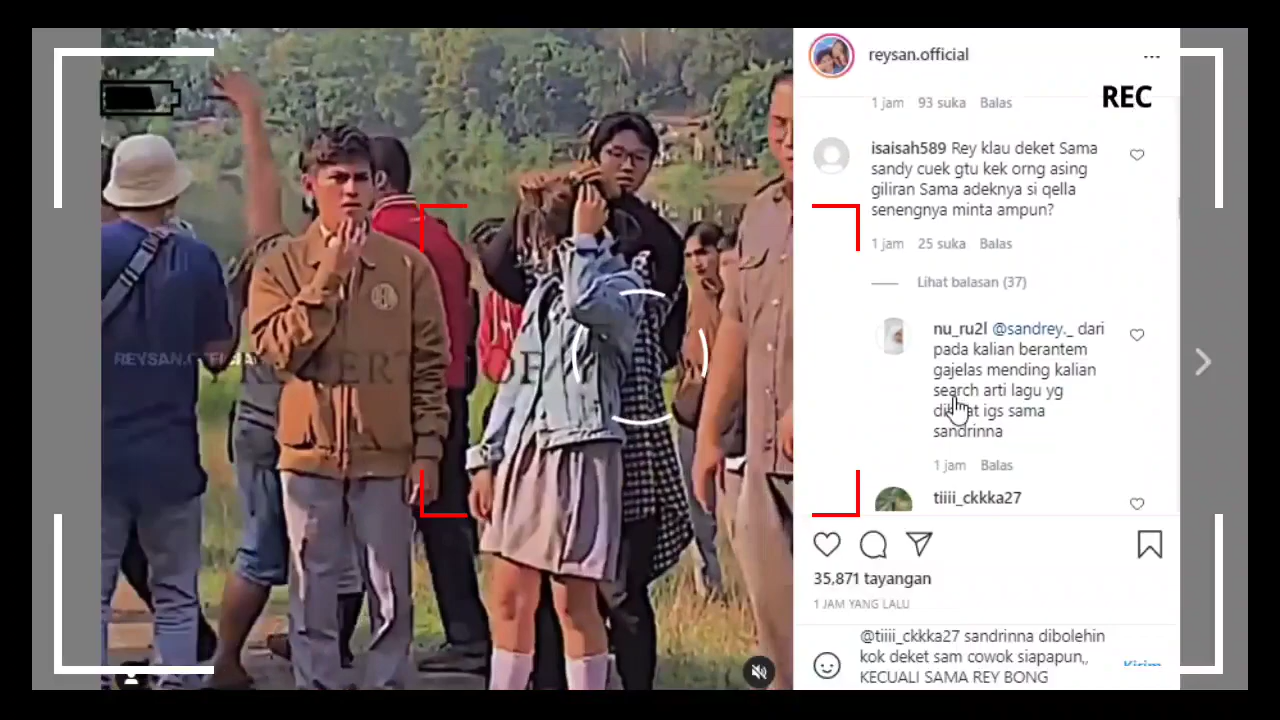 reysan.official
1 jam 93 suka Balas
REC
isaisah589 Rey klau deket Sama
sandy cuek gtu kek orng asing
giliran Sama adeknya si qella
senengnya minta ampun?
1 jam 25 suka Balas
Lihat balasan (37)
nu_ru2l @sandrey._ dari
pada kalian berantem
gajelas mending kalian
search arti lagu yg
igs sama
sandrinna
1 jam Balas
tiiii_ckkka27
35,871 tayangan
1 JAM YANG LALU
@tiiii_ckkka27 sandrinna dibolehin
kok deket sam cowok siapapun,,
KECUALI SAMA REY BONG
Kirim
PROPERTY OF